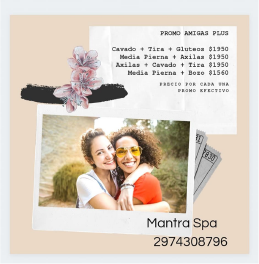 PROMO AMIGAS PLUS
Cavado + Tira + Gluteos $1950
Media Pierna + Axilas $1950
Axilas + Cavado + Tira $1950
Media Pierna + Bozo $1560
PRECIO POR CADA UNA
PROMO EFECTIVO
Mantra Spa
2974308796